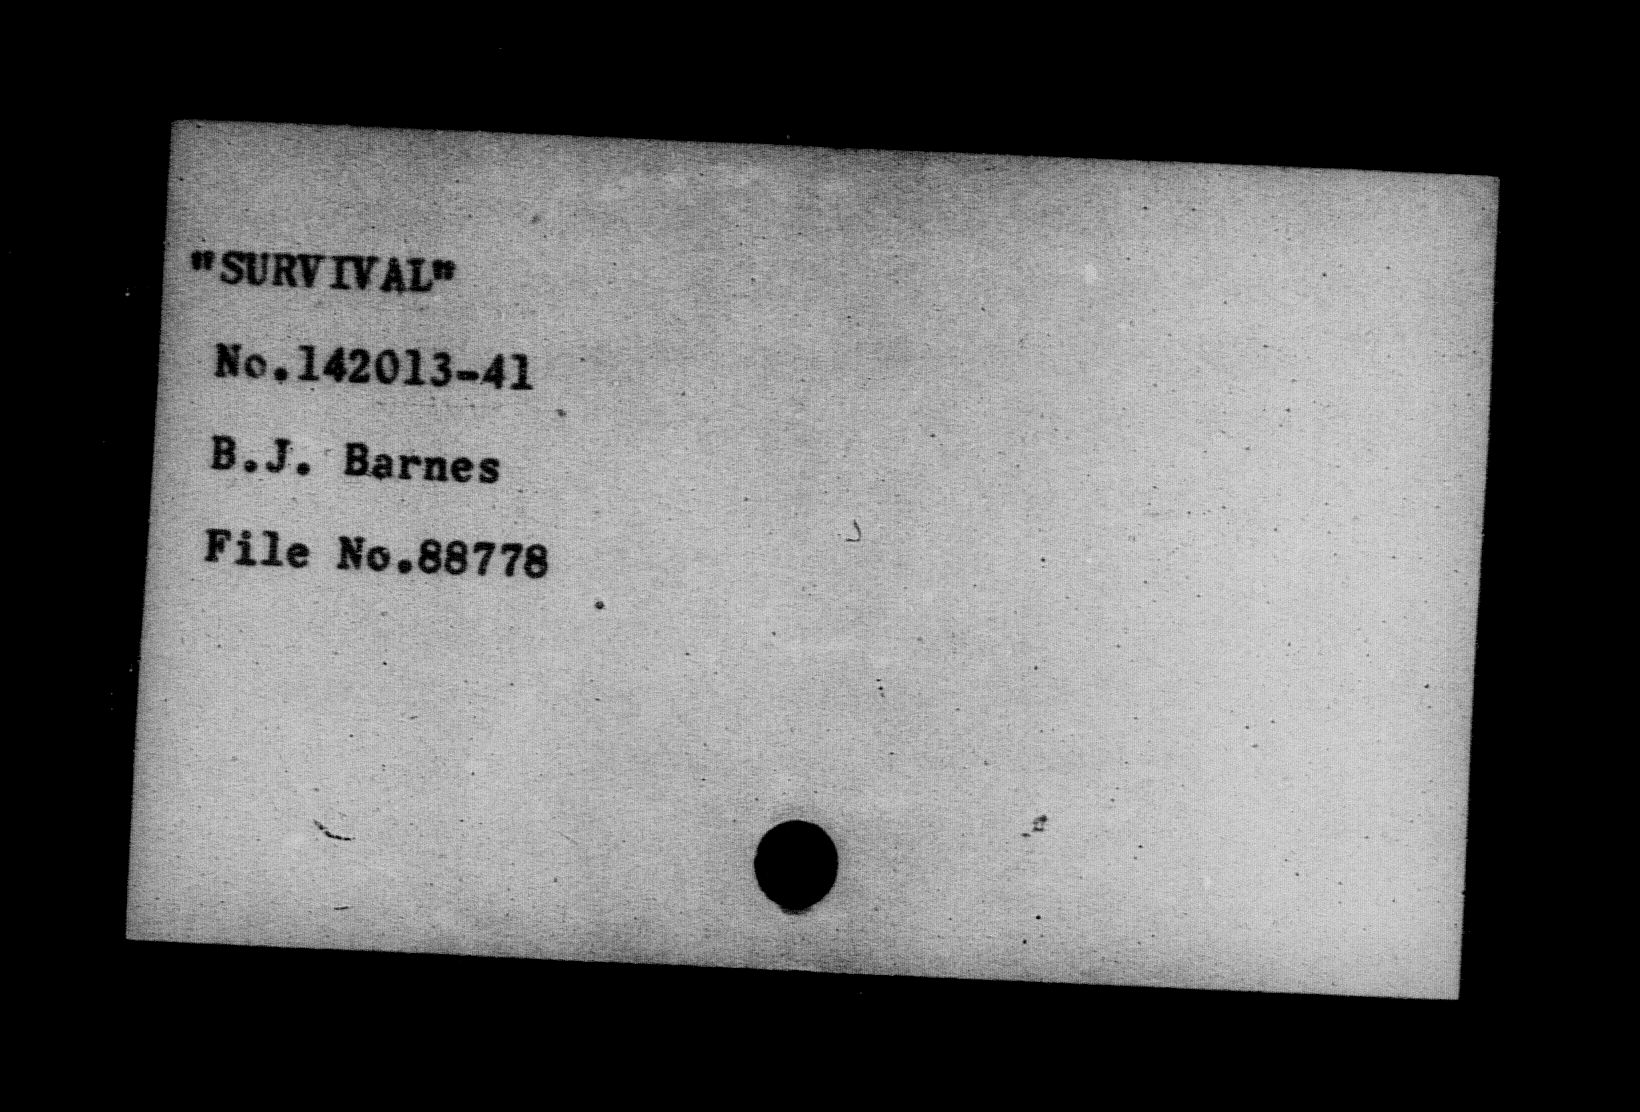 "SURVIVAL"
No.142013-41
B.J. Barnes
File No.88778